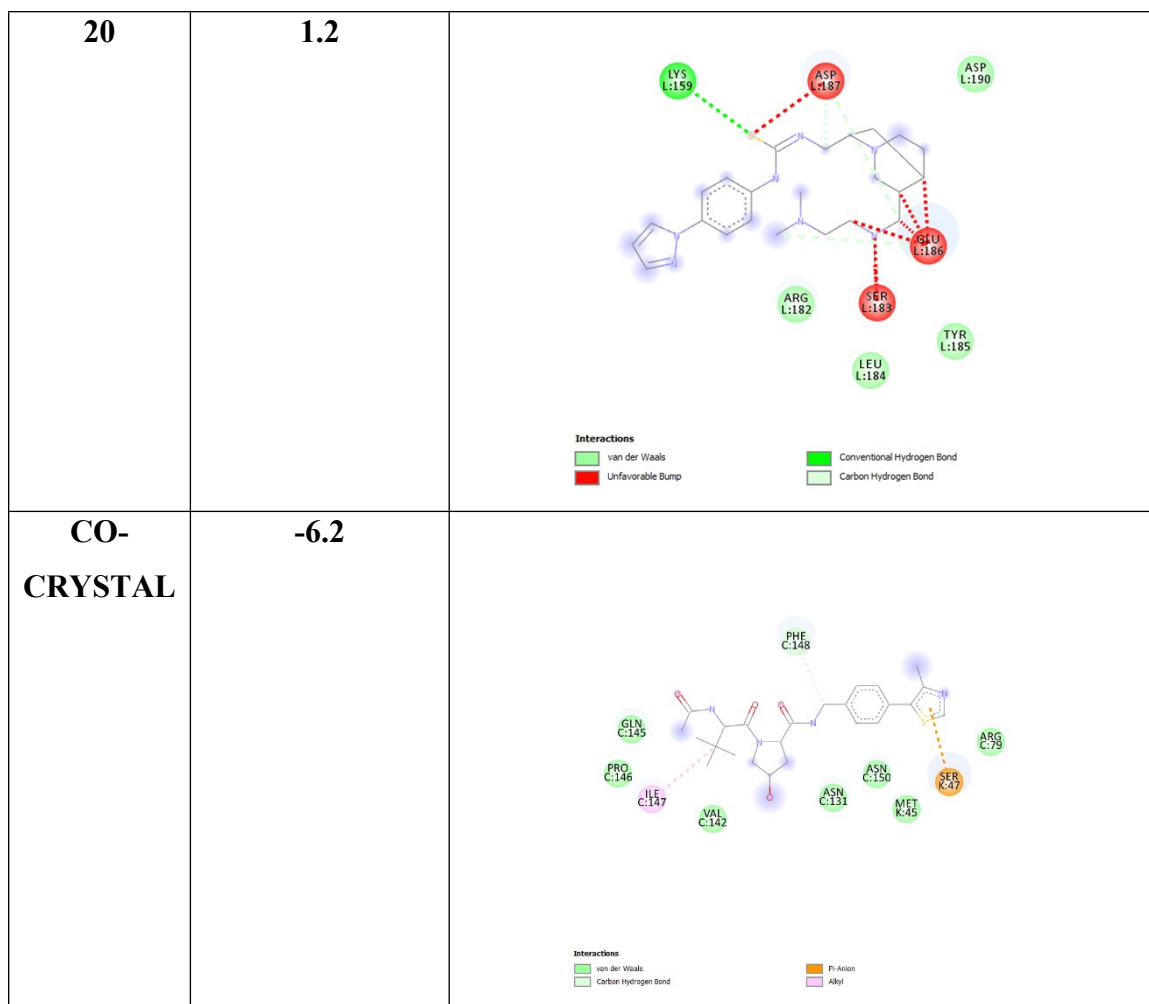 20
1.2
LYS
L:159
ASP
L:187
ASP
L:190
N
N
N
N
N
N
N
GLU
L:186
ARG
L:182
SER
L:183
TYR
L:185
LEU
L:184
Interactions
van der Waals
Conventional Hydrogen Bond
Unfavorable Bump
Carbon Hydrogen Bond
CO-
CRYSTAL
-6.2
PHE
C:148
O
N
O
O
N
N
N
S
O
GLN
C:145
ARG
C:79
PRO
C:146
ASN
C:150
SER
K:47
ILE
C:147
ASN
C:131
MET
K:45
VAL
C:142
Interactions
van der Waals
Pi-Anion
Carbon Hydrogen Bond
Alkyl